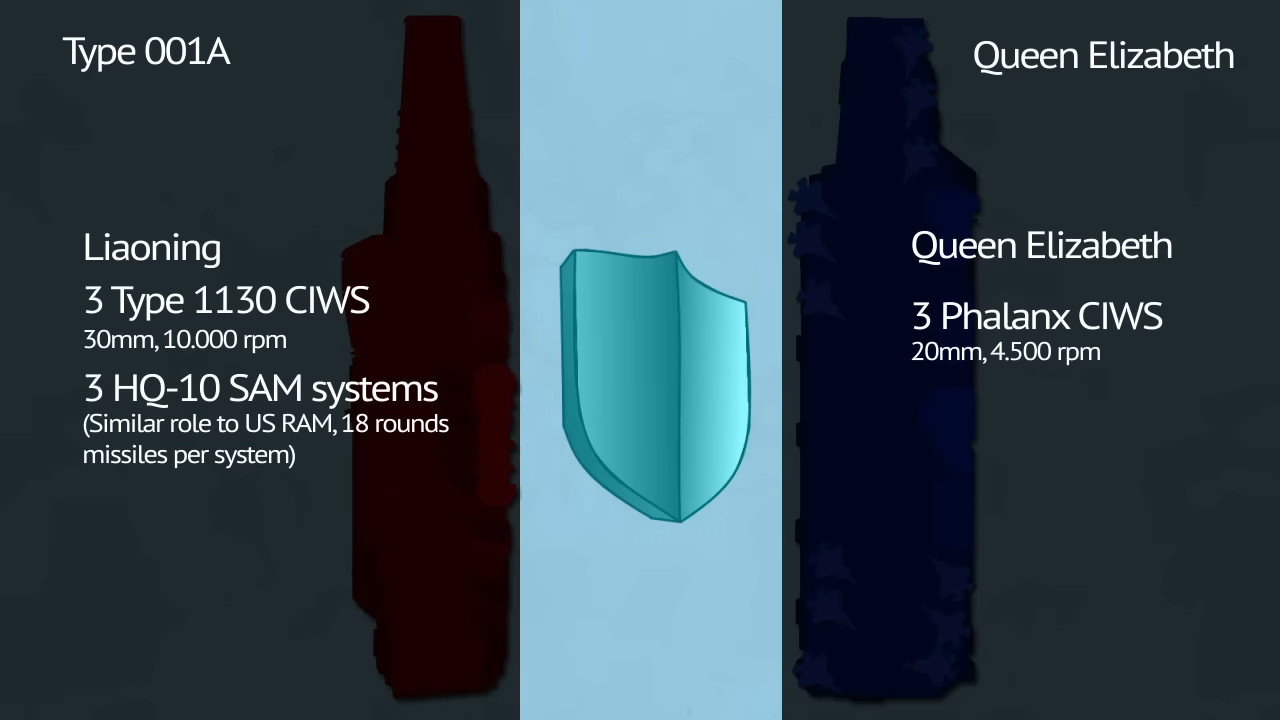 Type 001A
Liaoning
3 Type 1130 CIWS
30mm, 10.000 rpm
3 HQ-10 SAM systems
(Similar role to US RAM, 18 rounds
missiles per system)
Queen Elizabeth
Queen Elizabeth
3 Phalanx CIWS
20mm, 4.500 rpm